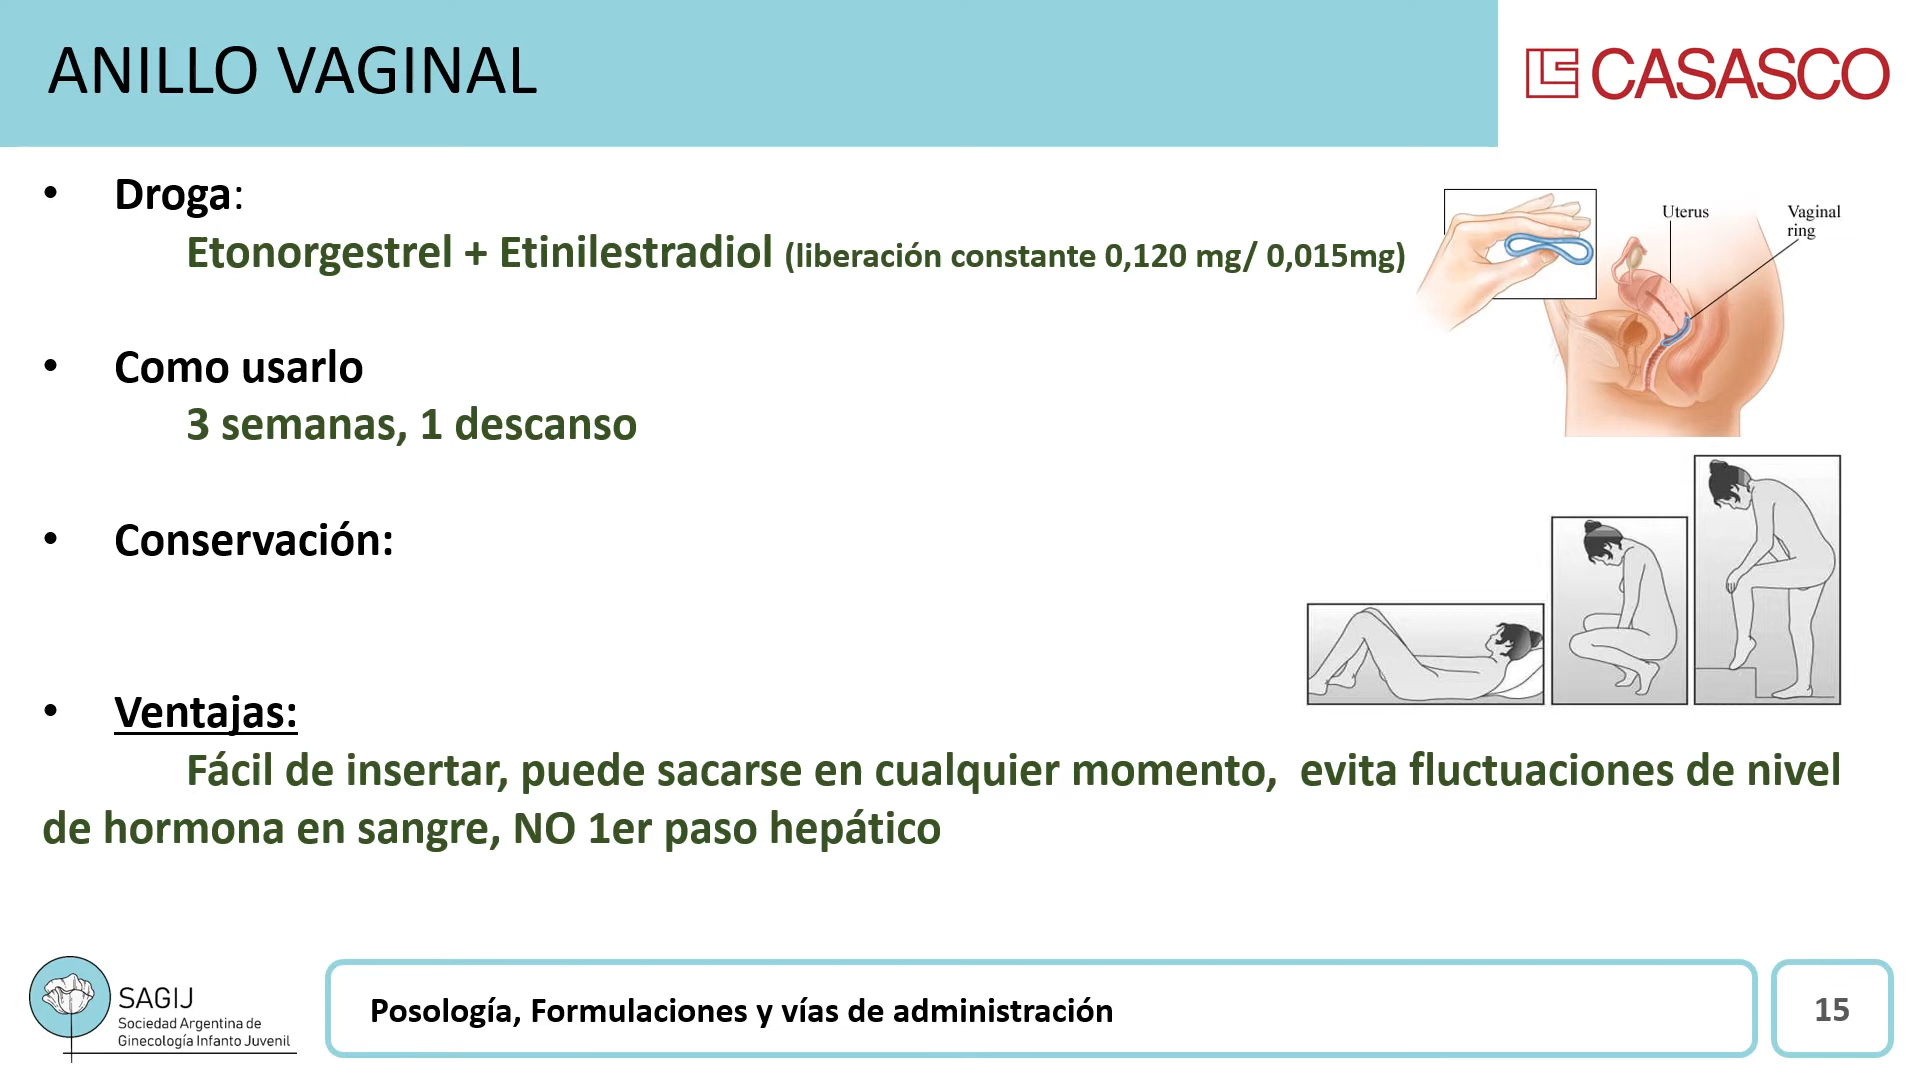 ANILLO VAGINAL
CASASCO
• Droga:
Etonorgestrel + Etinilestradiol (liberación constante 0,120 mg/ 0,015mg)
Uterus
Vaginal
ring
• Como usarlo
3 semanas, 1 descanso
• Conservación:
• Ventajas:
Fácil de insertar, puede sacarse en cualquier momento,  evita fluctuaciones de nivel
de hormona en sangre, NO 1er paso hepático
SAGIJ
Sociedad Argentina de
Ginecología Infanto Juvenil
Posología, Formulaciones y vías de administración
15